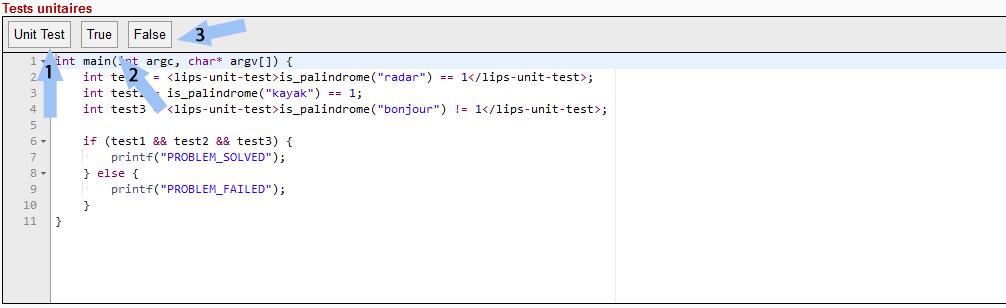 Tests unitaires
Unit Test True False 3
1 int main(int argc, char* argv[]) {
2 int test = <lips-unit-test>is_palindrome("radar") == 1</lips-unit-test>;
3 int test2 = is_palindrome("kayak") == 1;
4 int test3 = <lips-unit-test>is_palindrome("bonjour") != 1</lips-unit-test>;
5
6 if (test1 && test2 && test3) {
7 printf("PROBLEM_SOLVED");
8 } else {
9 printf("PROBLEM_FAILED");
10 }
11 }
1
2